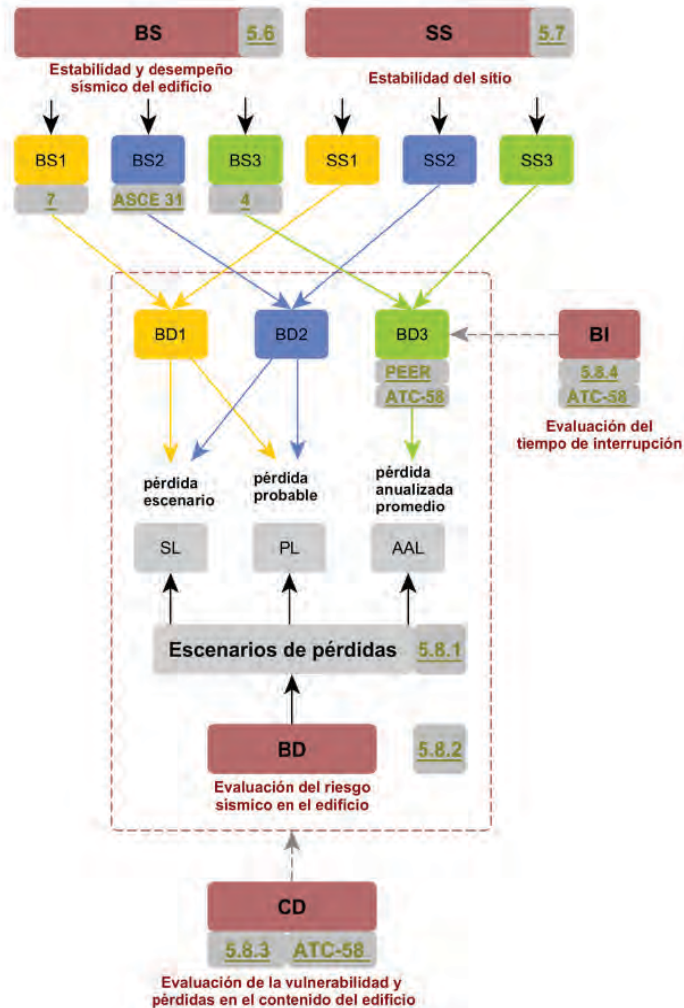 BS 5.6
SS 5.7
Estabilidad y desempeño
sísmico del edificio
Estabilidad del sitio
BS1
BS2
BS3
SS1
SS2
SS3
7
ASCE 31
4
BD1
BD2
BD3
BI
PEER
ATC-58
5.8.4
ATC-58
Evaluación del
tiempo de interrupción
pérdida
escenario
pérdida
probable
pérdida
anualizada
promedio
SL
PL
AAL
Escenarios de pérdidas 5.8.1
BD
5.8.2
Evaluación del riesgo
sísmico en el edificio
CD
5.8.3
ATC-58
Evaluación de la vulnerabilidad y
pérdidas en el contenido del edificio